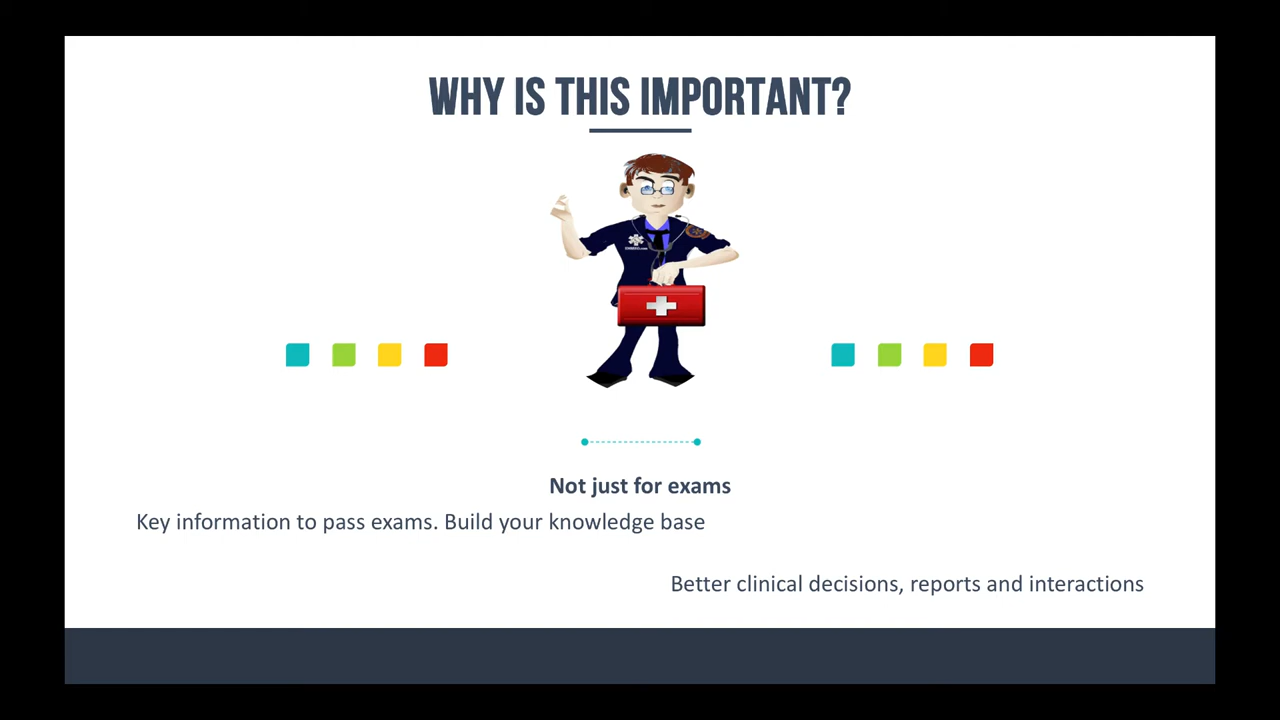 WHY IS THIS IMPORTANT?
Not just for exams
Key information to pass exams. Build your knowledge base
Better clinical decisions, reports and interactions